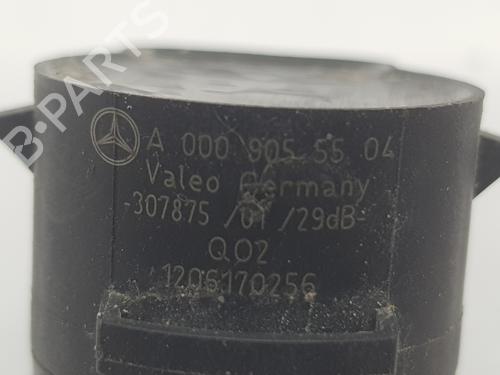 A 000 905 55 04
Valeo Germany
-307875 /01 /29dB-
Q02
1206170256
B-PARTS